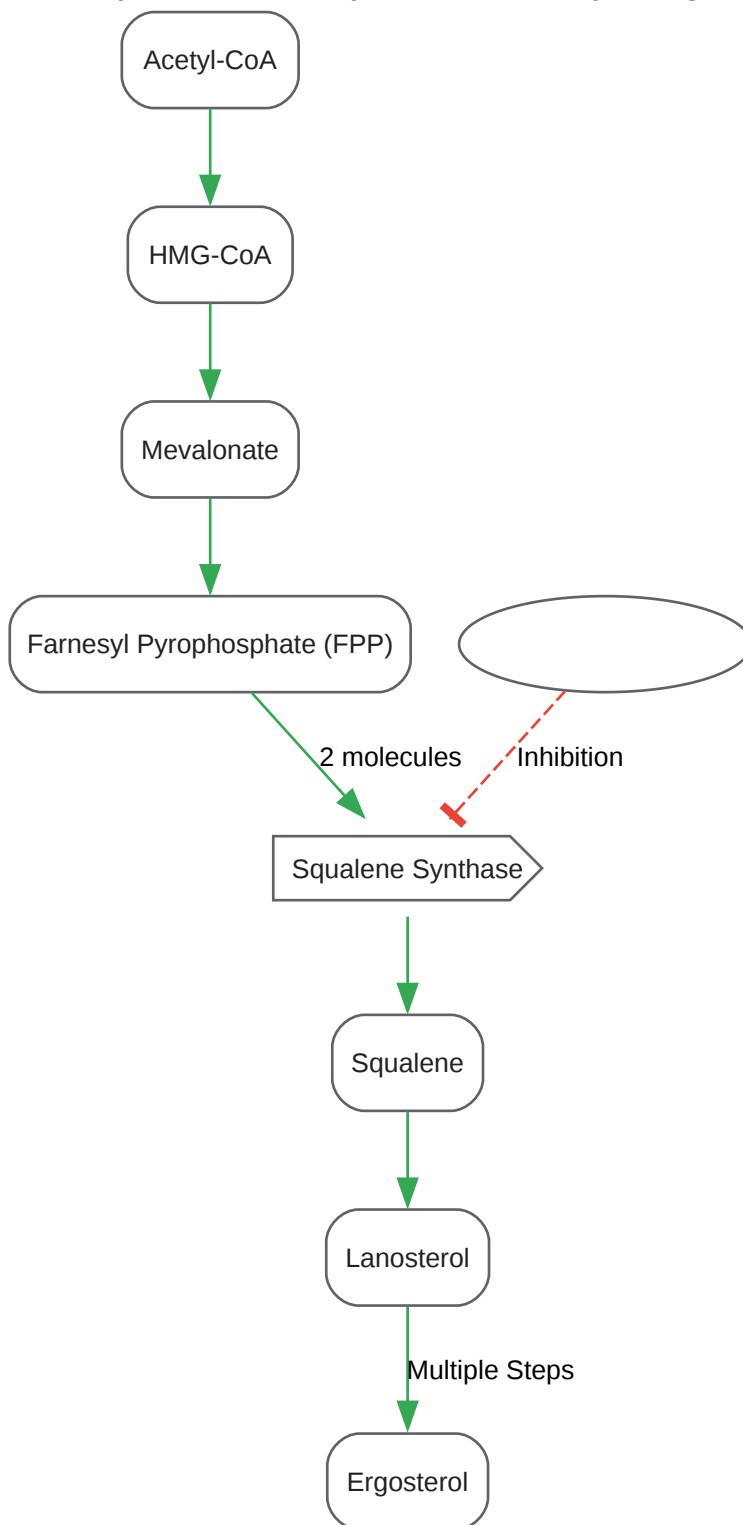 Acetyl-CoA
HMG-CoA
Mevalonate
Farnesyl Pyrophosphate (FPP)
2 molecules
Inhibition
Squalene Synthase
Squalene
Lanosterol
Multiple Steps
Ergosterol